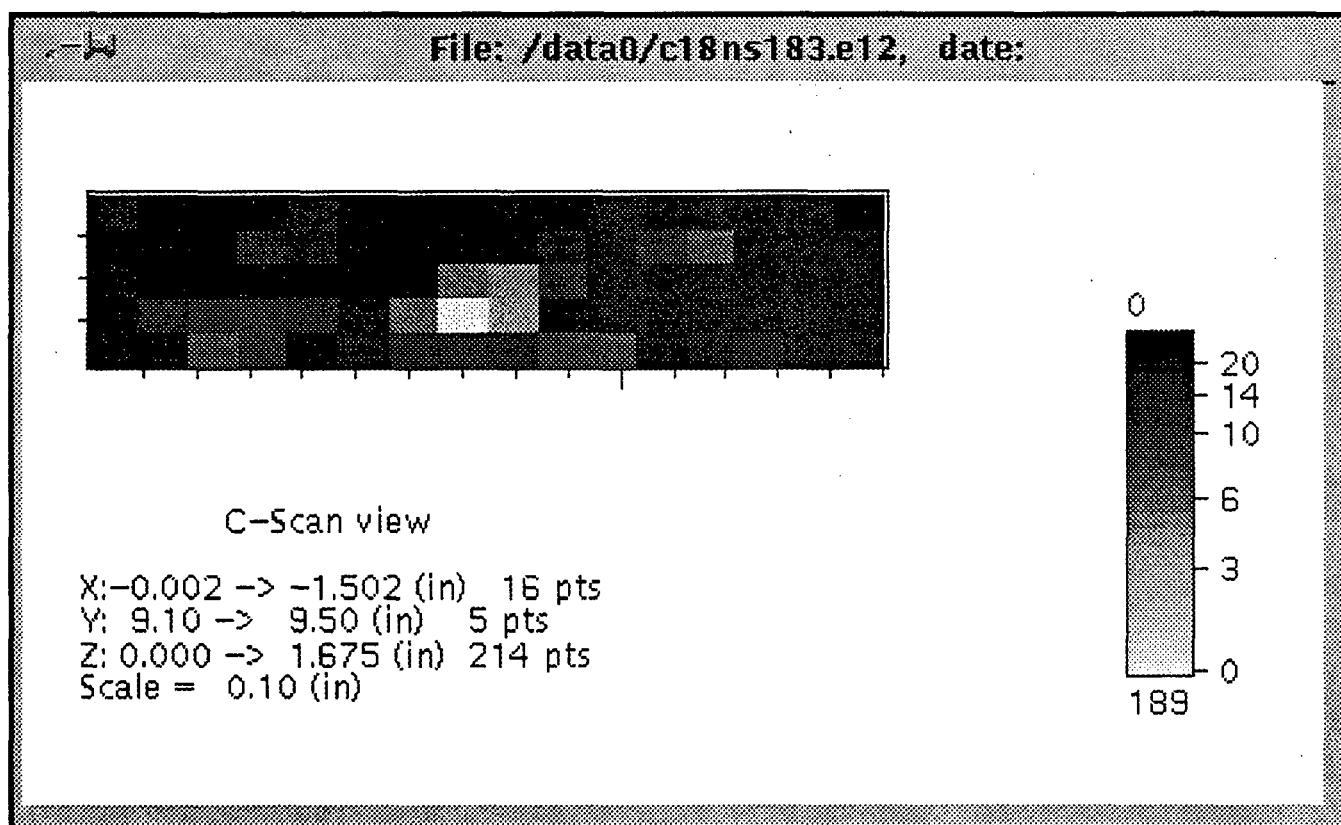 File: /data0/c18ns183.e12, date:
0
20
14
10
6
3
0
189
C-Scan view
X:-0.002 -> -1.502 (in) 16 pts
Y: 9.10 -> 9.50 (in) 5 pts
Z: 0.000 -> 1.675 (in) 214 pts
Scale = 0.10 (in)